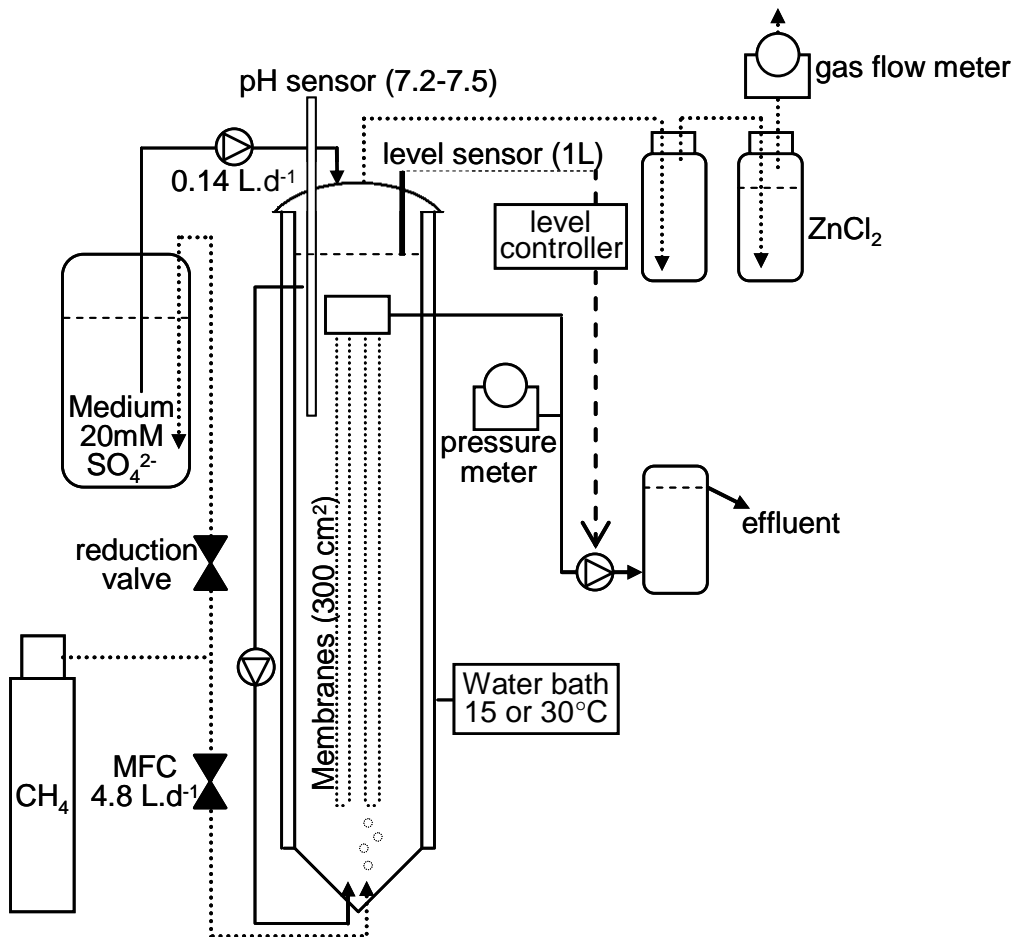 gas flow meter
pH sensor (7.2-7.5)
level sensor (1L)
0.14 L.d⁻¹
level
controller
ZnCl₂
Medium
20mM
SO₄²⁻
pressure
meter
effluent
reduction
valve
Membranes (300 cm²)
Water bath
15 or 30°C
MFC
4.8 L.d⁻¹
CH₄